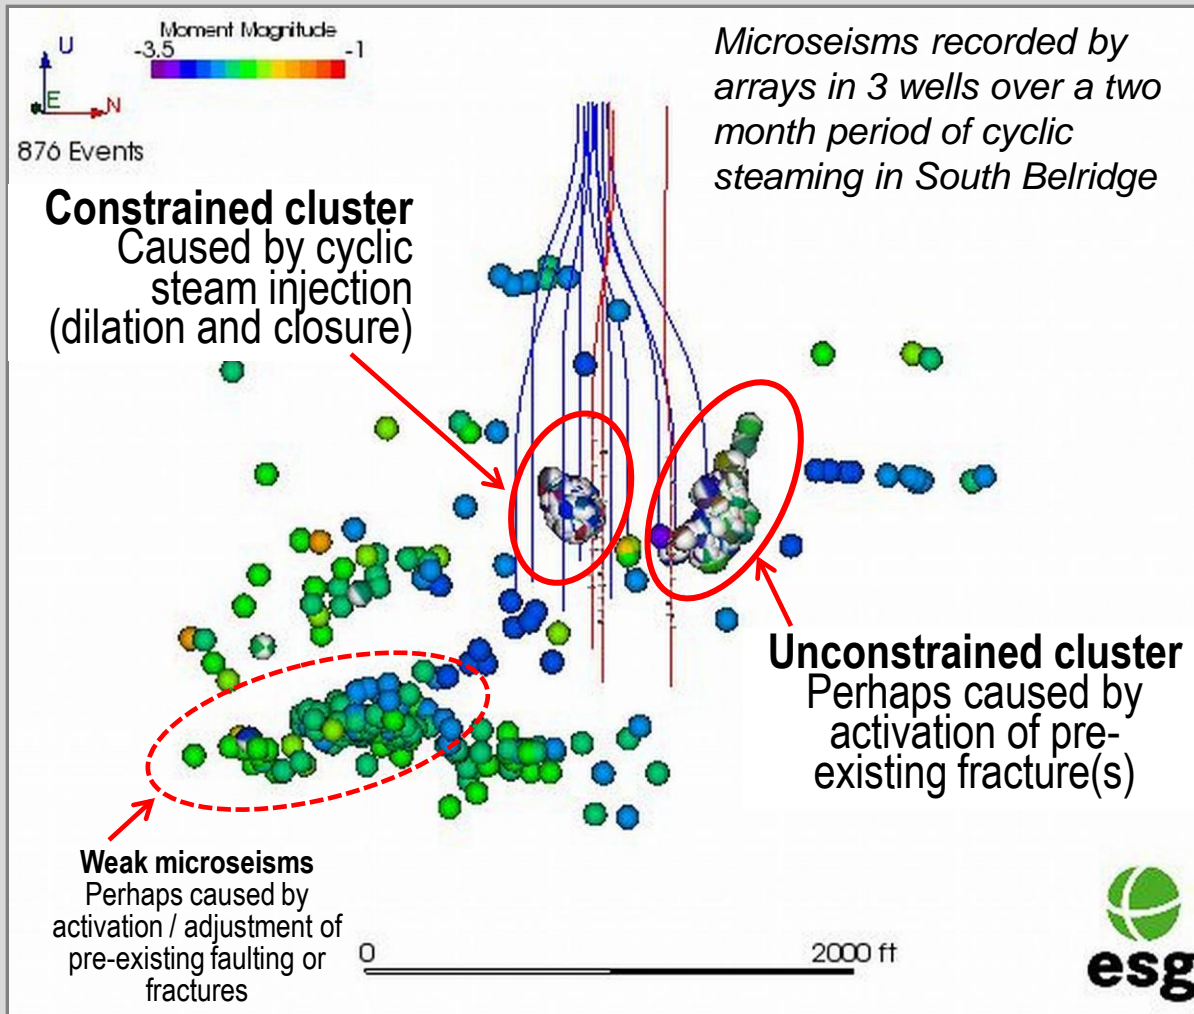 Moment Magnitude
-3.5 -1
U
E N
876 Events
Microseisms recorded by
arrays in 3 wells over a two
month period of cyclic
steaming in South Belridge
Constrained cluster
Caused by cyclic
steam injection
(dilation and closure)
Unconstrained cluster
Perhaps caused by
activation of pre-
existing fracture(s)
Weak microseisms
Perhaps caused by
activation / adjustment of
pre-existing faulting or
fractures
0 2000 ft
esg